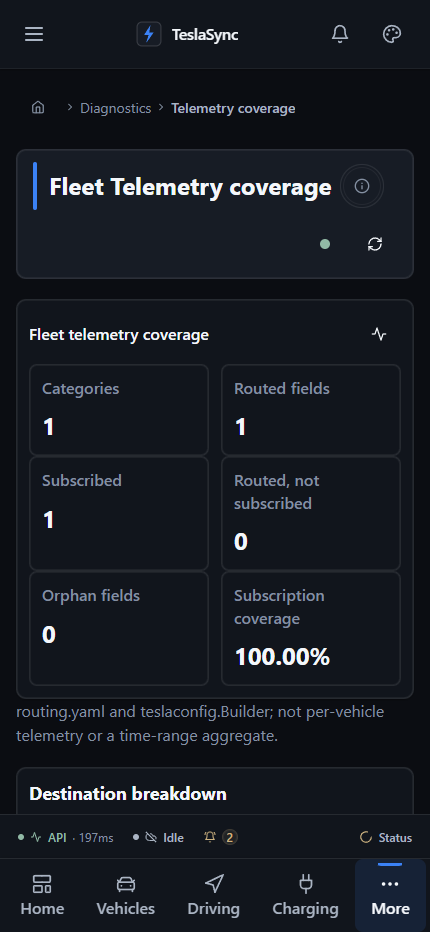 TeslaSync
Diagnostics
Telemetry coverage
Fleet Telemetry coverage
Fleet telemetry coverage
Categories
1
Routed fields
1
Subscribed
1
Routed, not
subscribed
0
Orphan fields
0
Subscription
coverage
100.00%
routing.yaml and teslaconfig.Builder; not per-vehicle
telemetry or a time-range aggregate.
Destination breakdown
API · 197ms
Idle
2
Status
Home
Vehicles
Driving
Charging
More